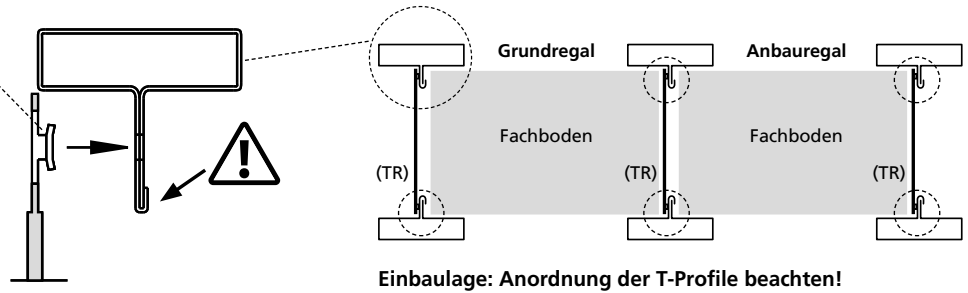 Grundregal
Anbauregal
Fachboden
Fachboden
(TR)
(TR)
(TR)
Einbaulage: Anordnung der T-Profile beachten!